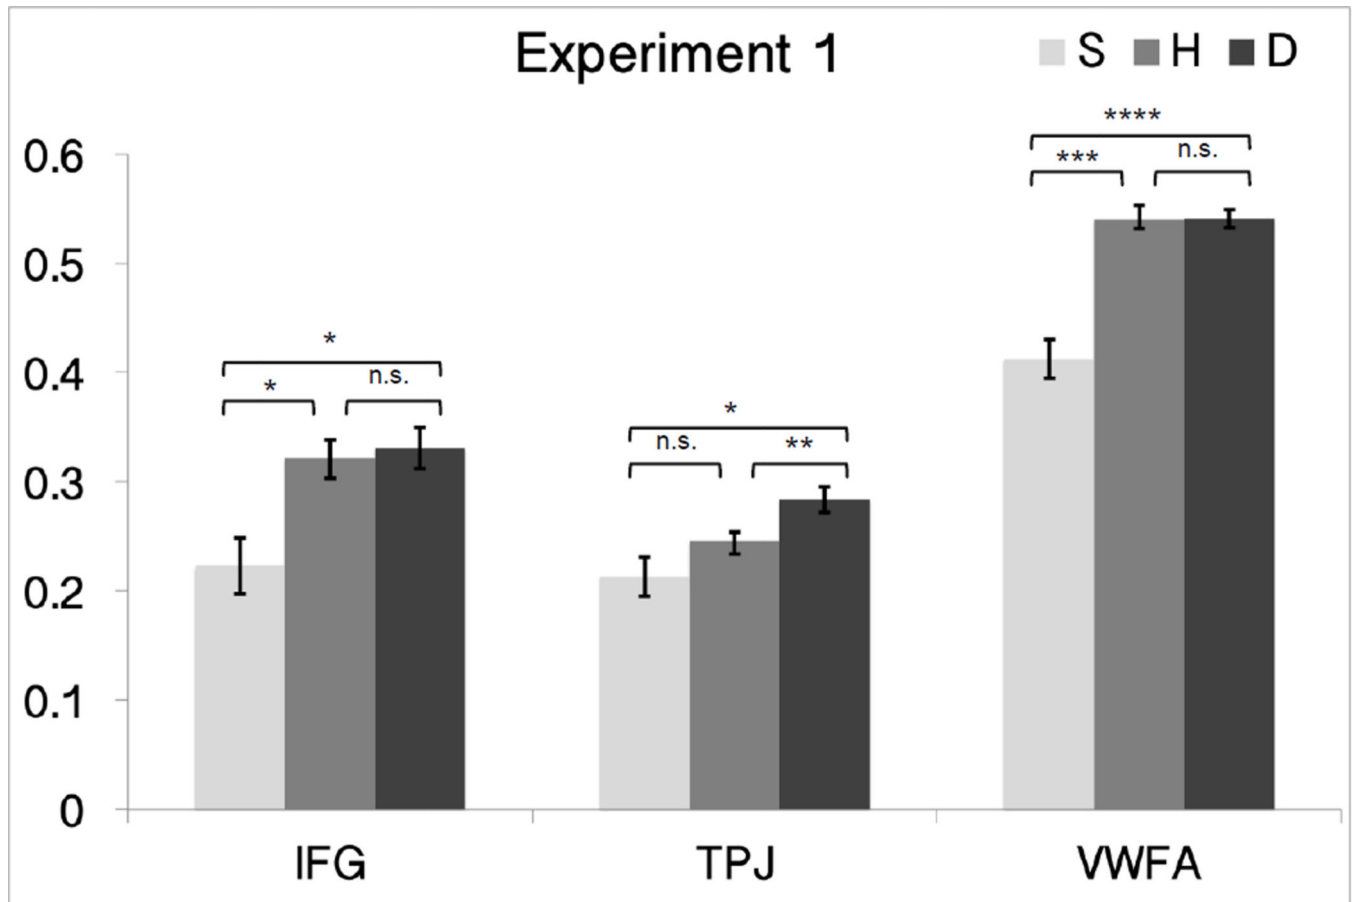 Experiment 1
S H D
****
*** n.s.
0.6
0.5
0.4
0.3
0.2
0.1
0
*
* n.s.
*
n.s. **
IFG TPJ VWFA